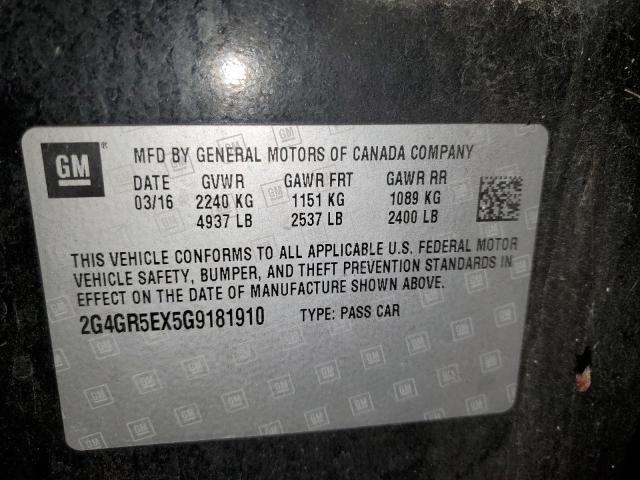 GM ® MFD BY GENERAL MOTORS OF CANADA COMPANY
DATE GVWR GAWR FRT GAWR RR
03/16 2240 KG 1151 KG 1089 KG
4937 LB 2537 LB 2400 LB
THIS VEHICLE CONFORMS TO ALL APPLICABLE U.S. FEDERAL MOTOR
VEHICLE SAFETY, BUMPER, AND THEFT PREVENTION STANDARDS IN
EFFECT ON THE DATE OF MANUFACTURE SHOWN ABOVE.
2G4GR5EX5G9181910 TYPE: PASS CAR